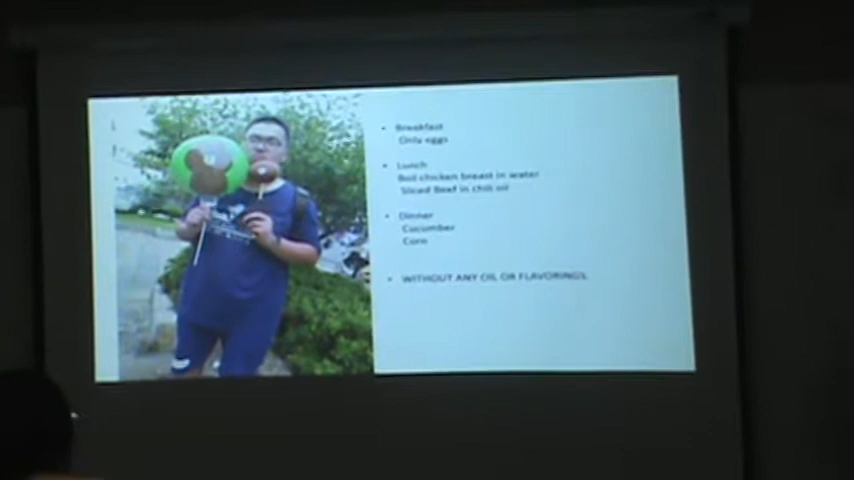 Breakfast
Only eggs
Lunch
Boil chicken breast in water
Sliced Beef in chili oil
Dinner
Cucumber
Corn
WITHOUT ANY OIL OR FLAVORINGS.